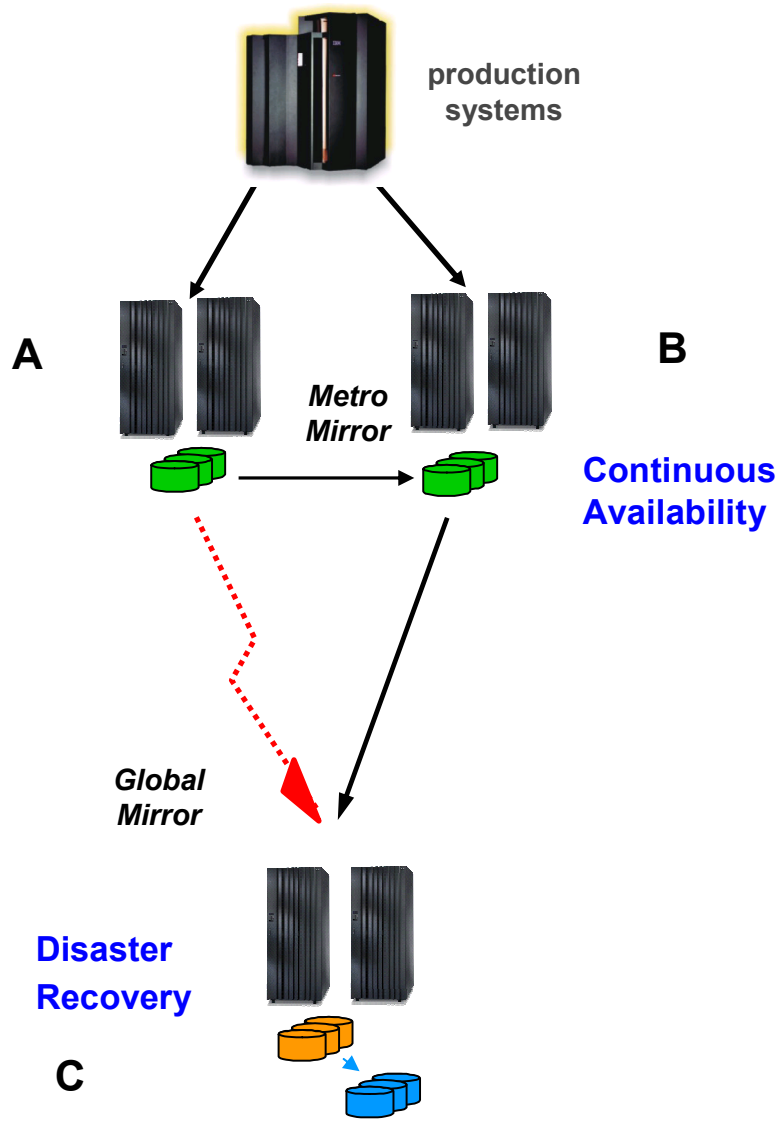 production
systems
A
B
Metro
Mirror
Continuous
Availability
Global
Mirror
Disaster
Recovery
C